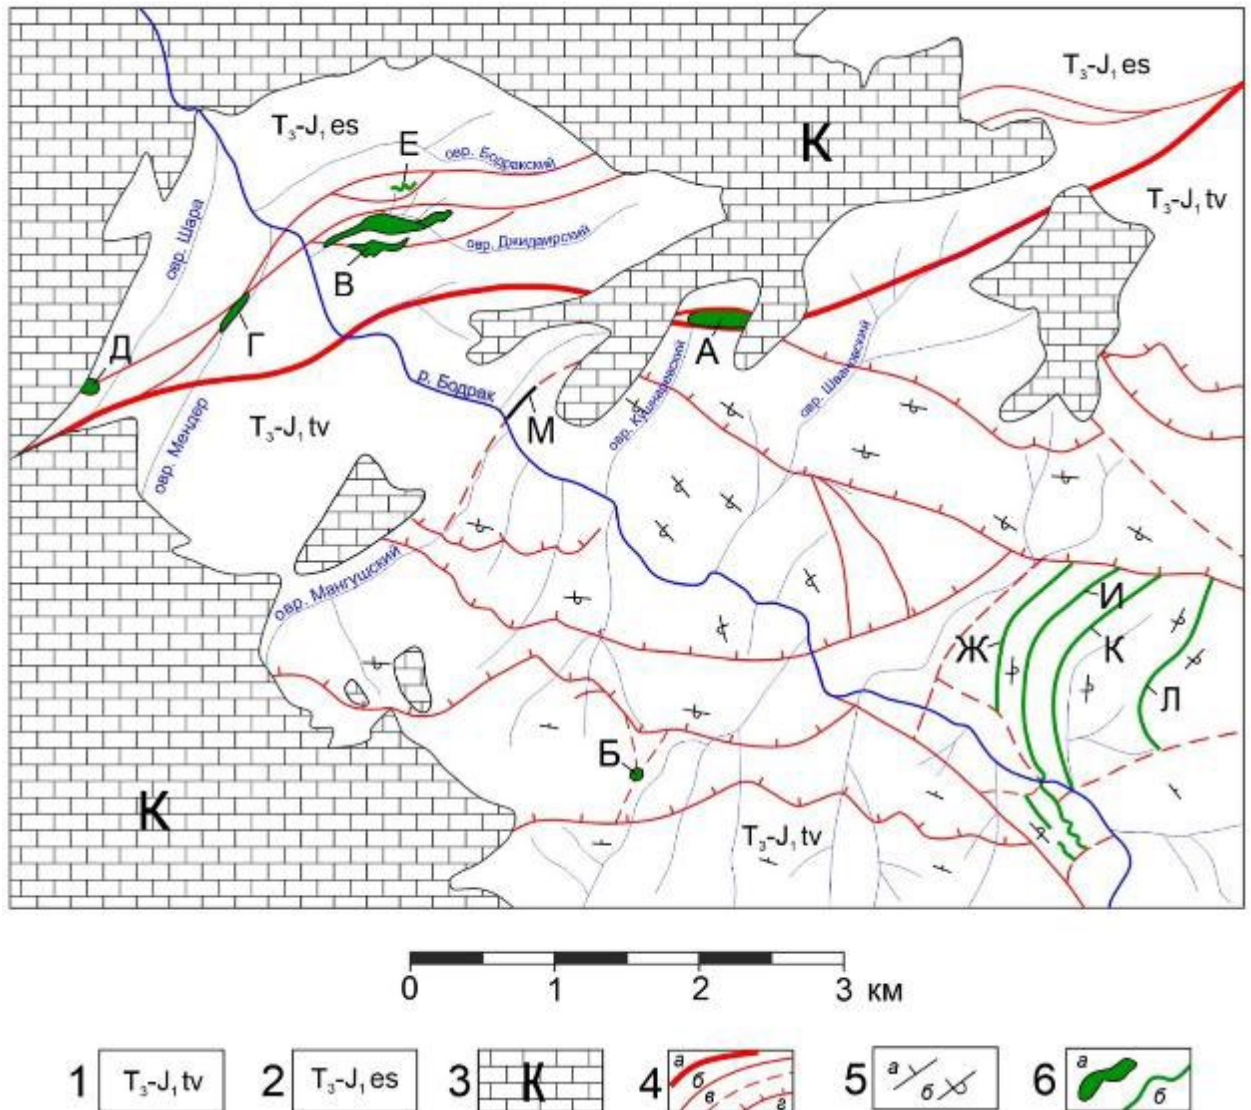 T₃-J₁ es
T₃-J₁ es
Е
овр. Бодракский
К
T₃-J₁ tv
овр. Шара
овр. Джидаирский
В
Д
Г
А
р. Бодрак
М
овр. Кушнаревский
овр. Шваневский
T₃-J₁ tv
овр. Мендер
овр. Мангушский
И
Ж
К
Л
Б
К
T₃-J₁ tv
0 1 2 3 км
1 T₃-J₁ tv 2 T₃-J₁ es 3 К 4 а б в г 5 а б 6 а б